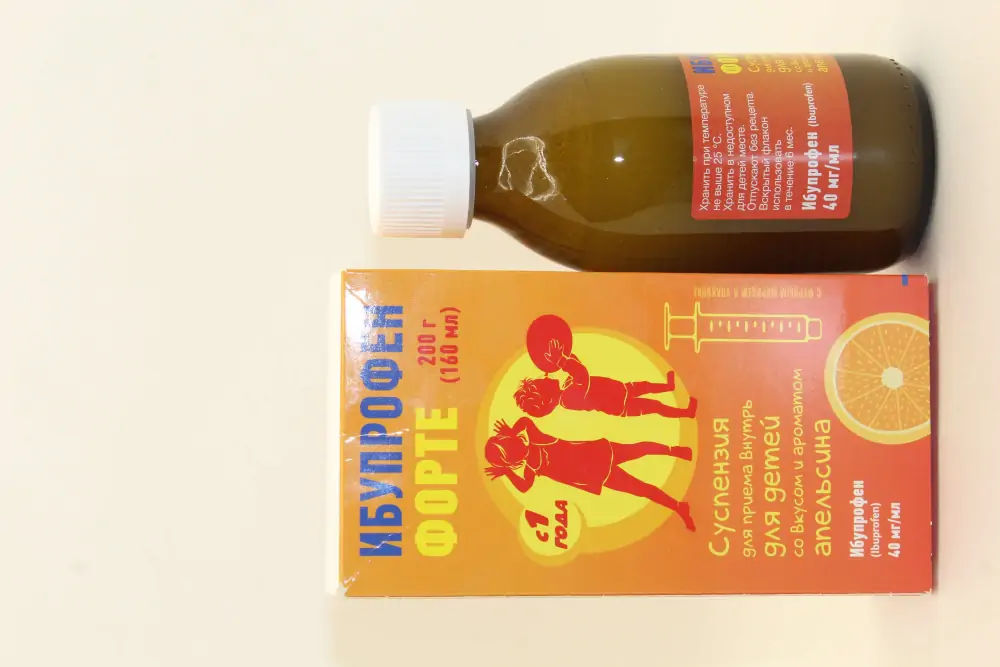 ИБУПРОФЕН
ФОРТЕ
200 г
(160 мл)
с 1
ГОДА
Суспензия
для приема внутрь
для детей
со вкусом и ароматом
апельсина
Ибупрофен
(Ibuprofen)
40 мг/мл
Хранить при температуре
не выше 25 °C.
Хранить в недоступном
для детей месте.
Отпускают без рецепта.
Вскрытый флакон
использовать
в течение 6 мес.
Ибупрофен (Ibuprofen)
40 мг/мл
ИБУ
ФО